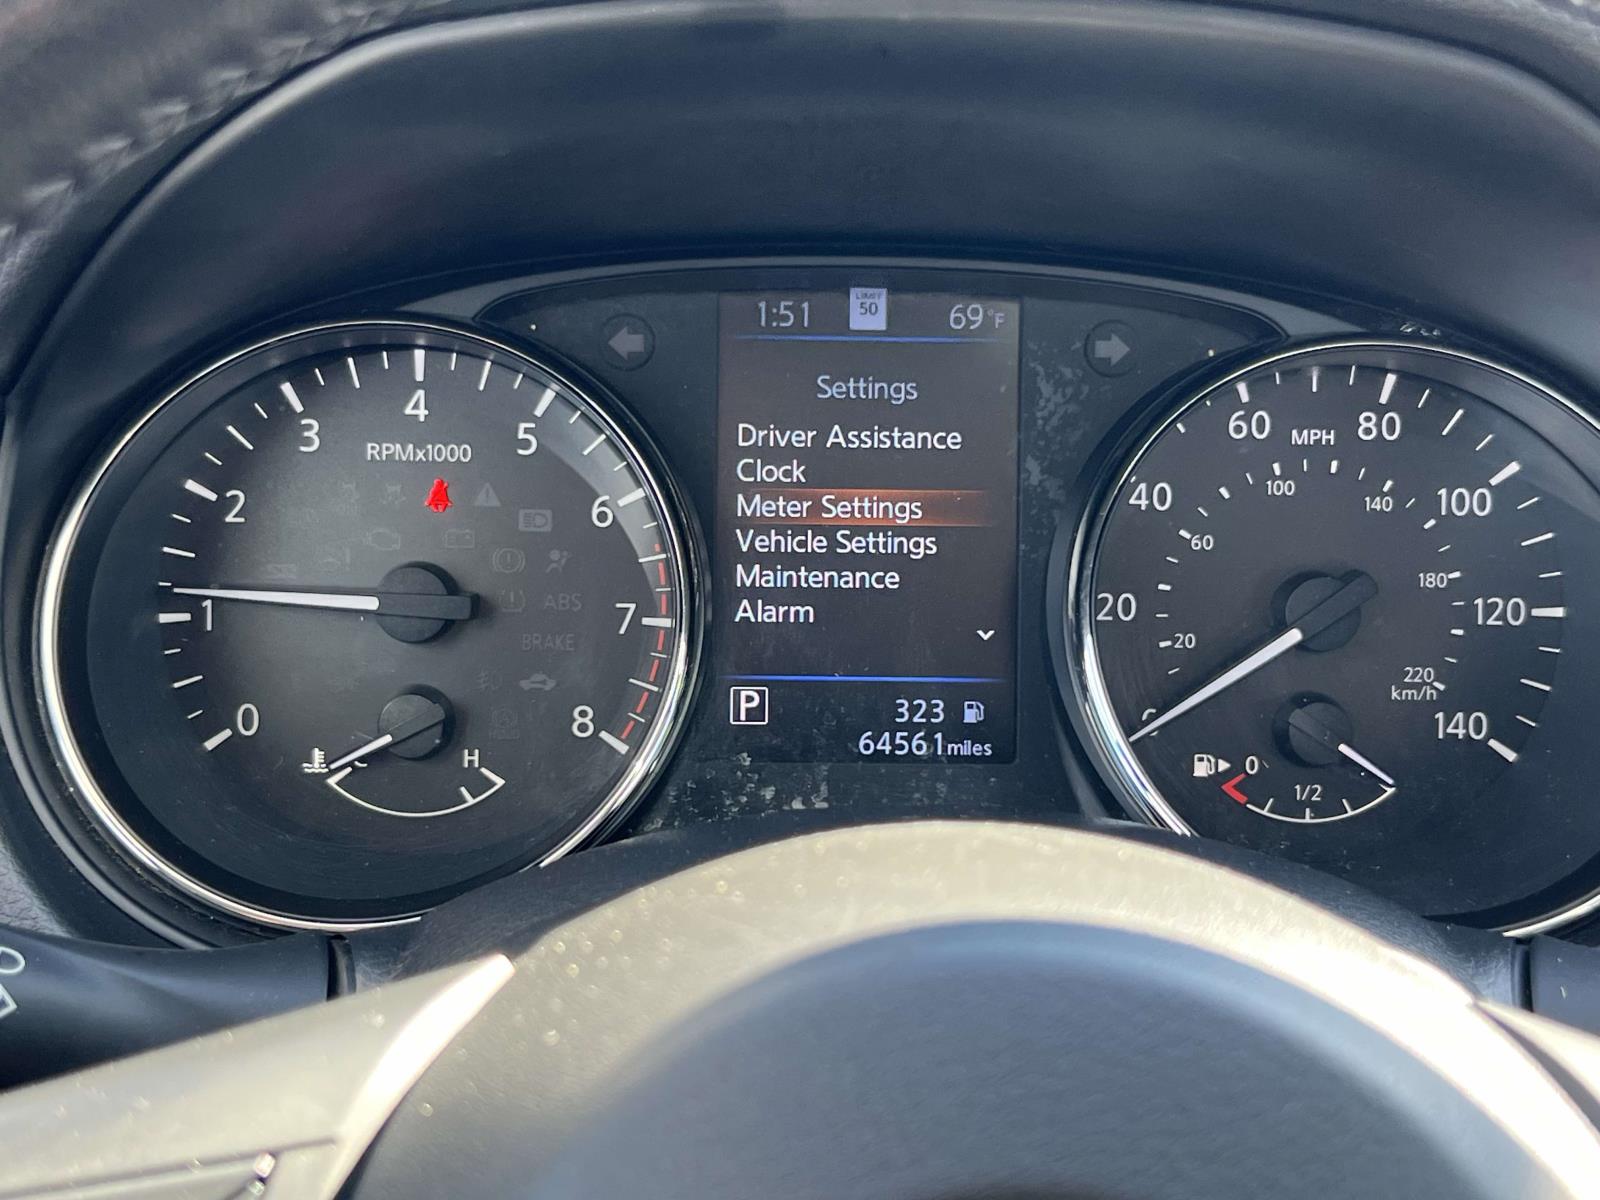 1:51
LIMIT
50
69°F
Settings
Driver Assistance
Clock
Meter Settings
Vehicle Settings
Maintenance
Alarm
P
323
64561miles
0
1
2
3
4
5
6
7
8
RPMx1000
ABS
BRAKE
H
20
40
60
80
100
120
140
MPH
20
60
100
140
180
220
km/h
0
1/2